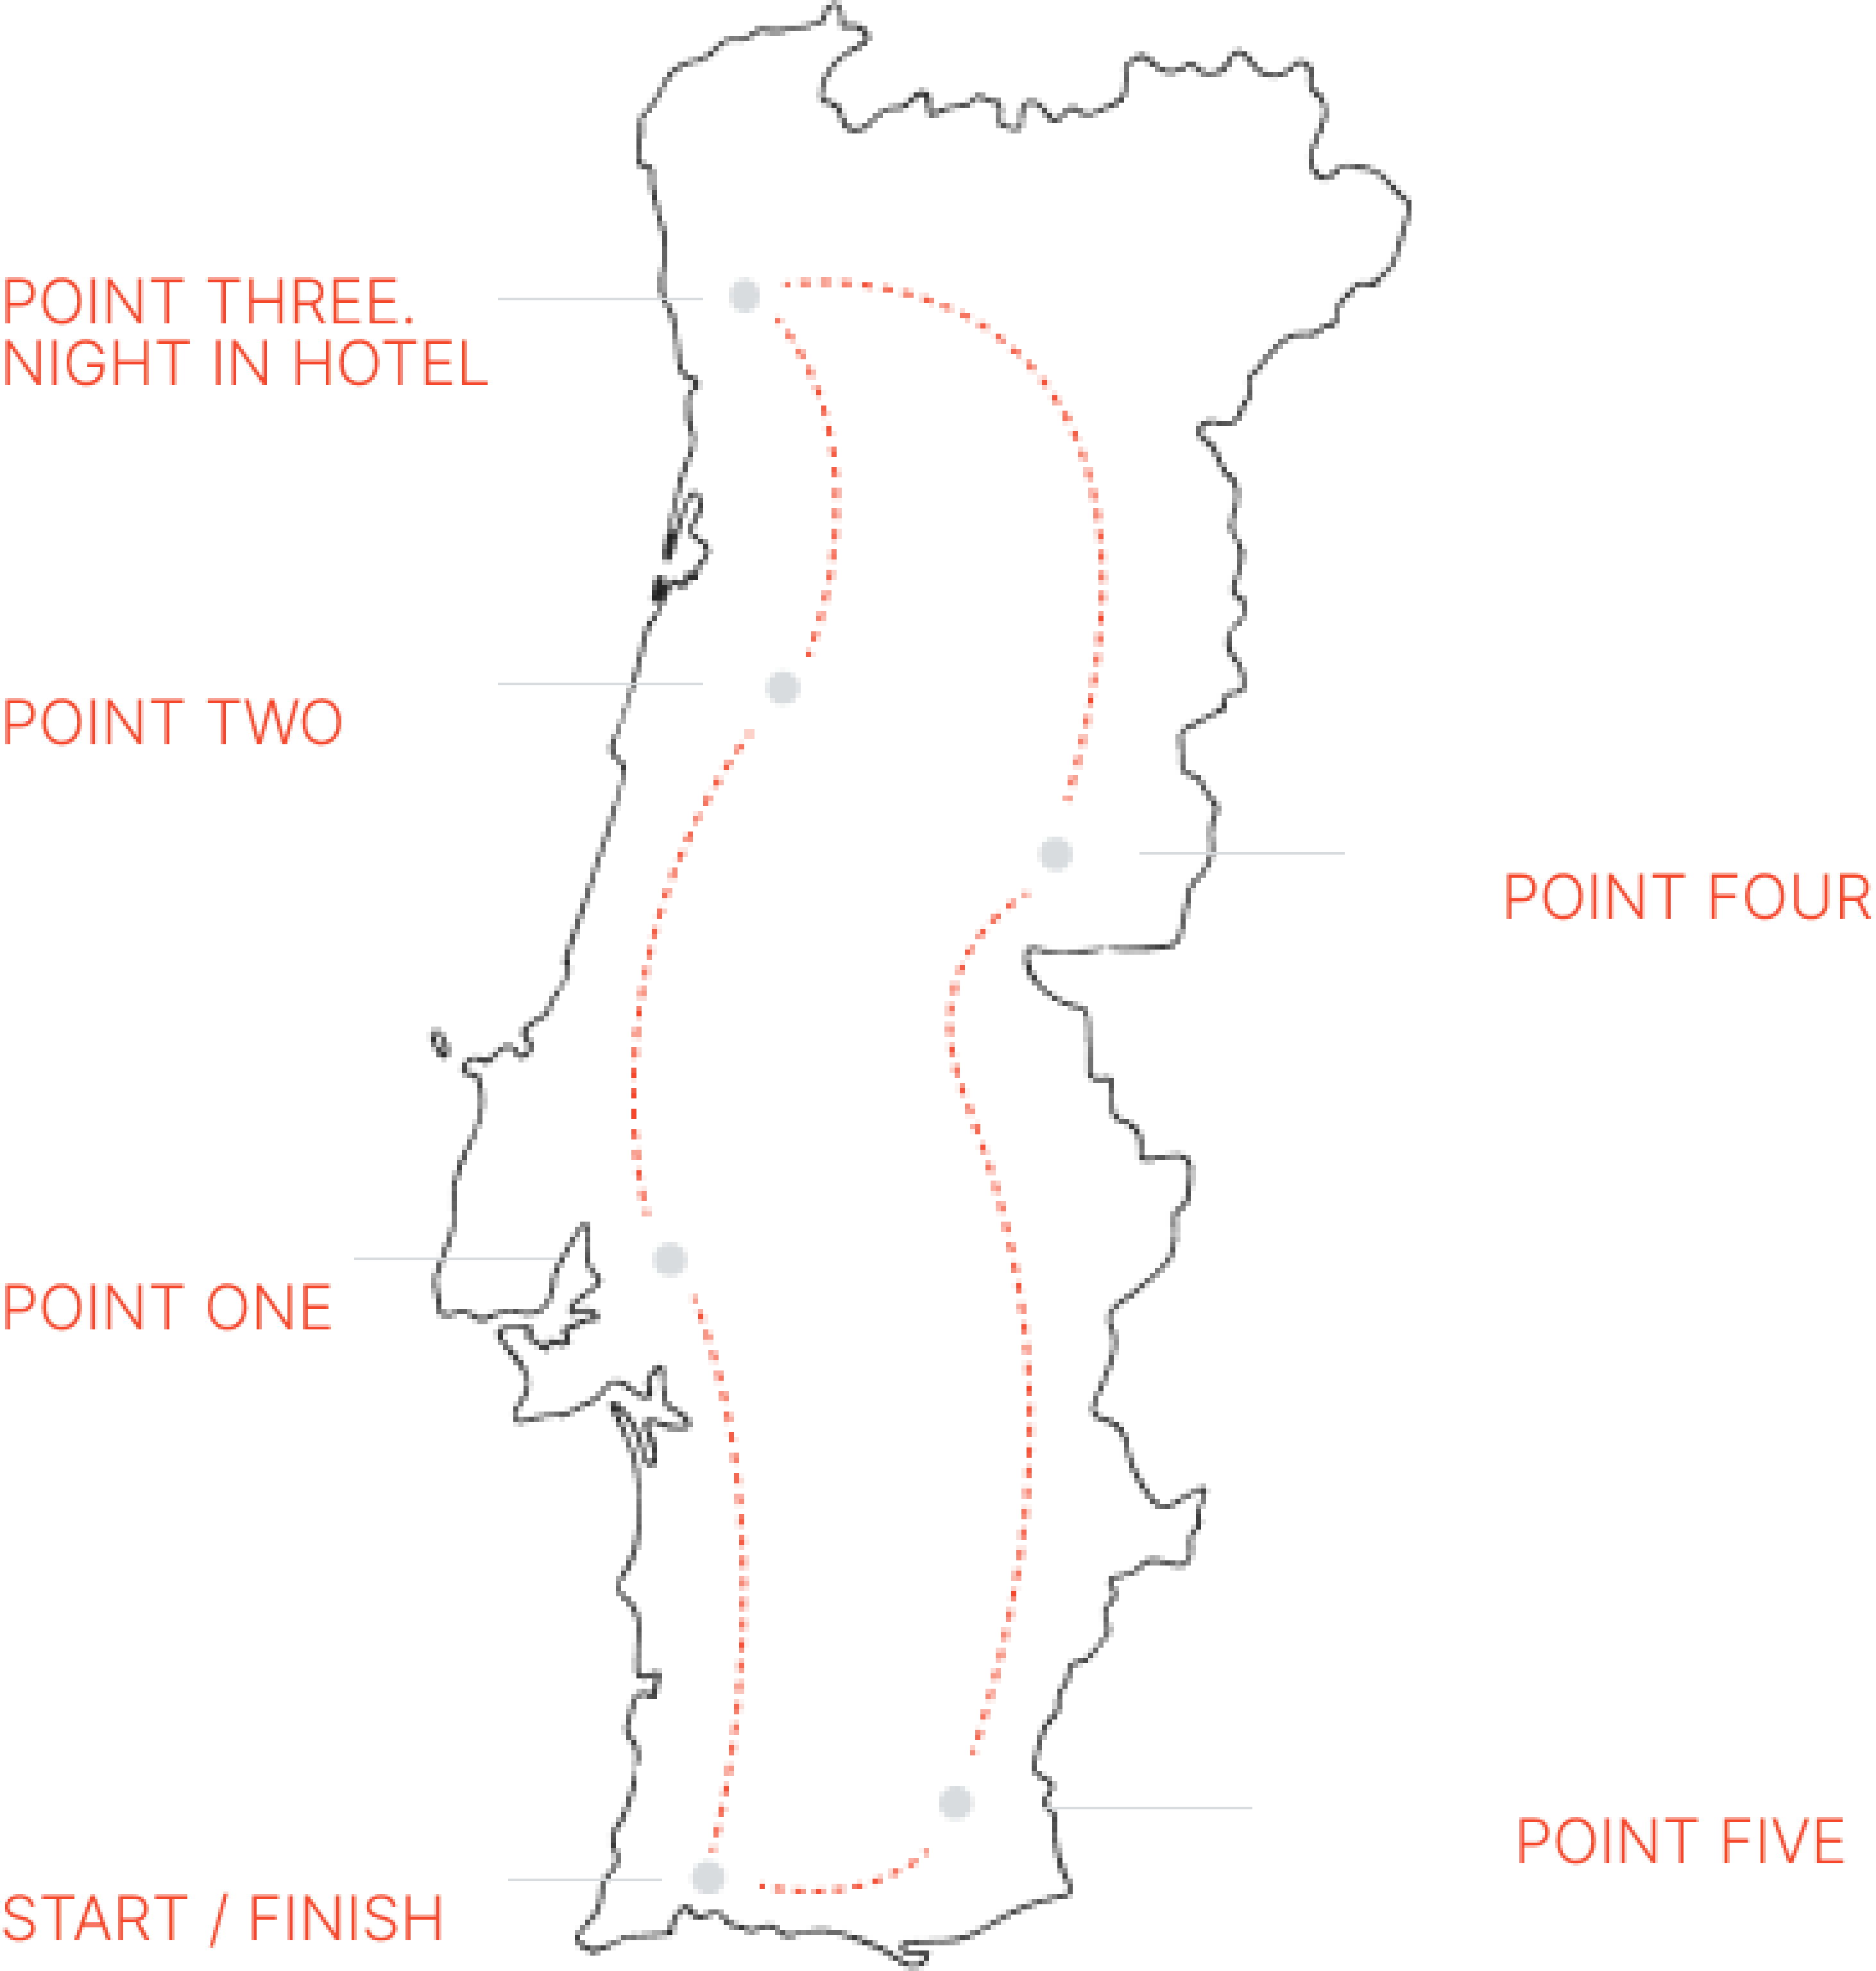 POINT THREE.
NIGHT IN HOTEL
POINT TWO
POINT FOUR
POINT ONE
POINT FIVE
START / FINISH